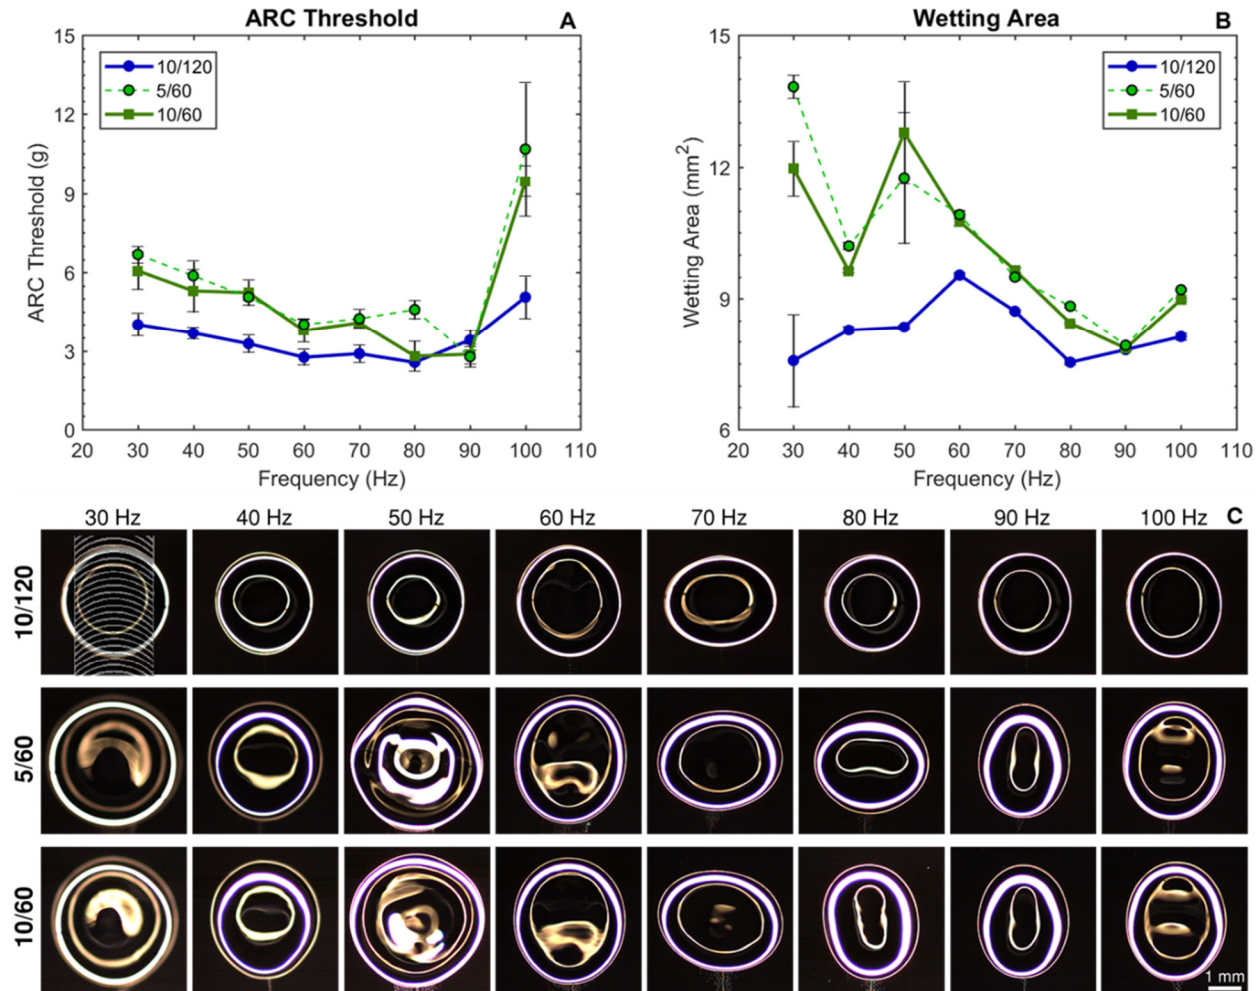 ARC Threshold
A
15
12
9
6
3
0
ARC Threshold (g)
10/120
5/60
10/60
20 30 40 50 60 70 80 90 100 110
Frequency (Hz)
Wetting Area
B
15
12
9
6
Wetting Area (mm²)
10/120
5/60
10/60
20 30 40 50 60 70 80 90 100 110
Frequency (Hz)
30 Hz 40 Hz 50 Hz 60 Hz 70 Hz 80 Hz 90 Hz 100 Hz C
10/120
5/60
10/60
1 mm